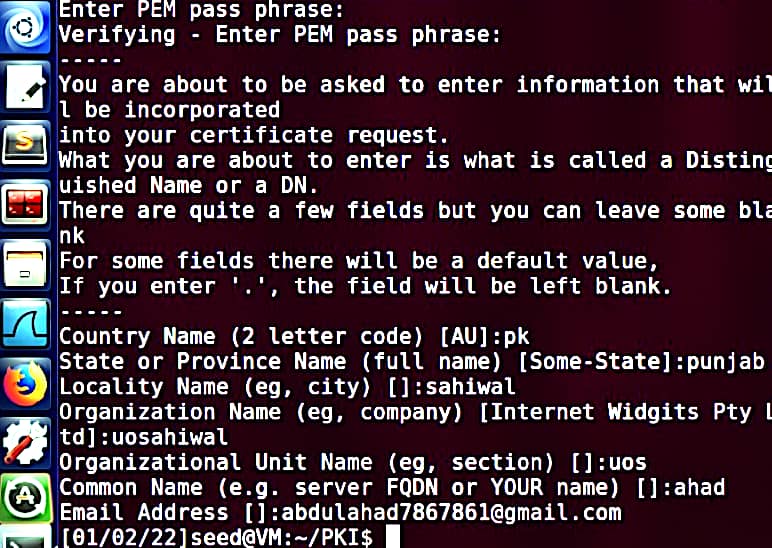 Enter PEM pass phrase:
Verifying - Enter PEM pass phrase:
-----
You are about to be asked to enter information that wil
l be incorporated
into your certificate request.
What you are about to enter is what is called a Disting
uished Name or a DN.
There are quite a few fields but you can leave some bla
nk
For some fields there will be a default value,
If you enter '.', the field will be left blank.
-----
Country Name (2 letter code) [AU]:pk
State or Province Name (full name) [Some-State]:punjab
Locality Name (eg, city) []:sahiwal
Organization Name (eg, company) [Internet Widgits Pty L
td]:uosahiwal
Organizational Unit Name (eg, section) []:uos
Common Name (e.g. server FQDN or YOUR name) []:ahad
Email Address []:abdulahad7867861@gmail.com
[01/02/22]seed@VM:~/PKI$